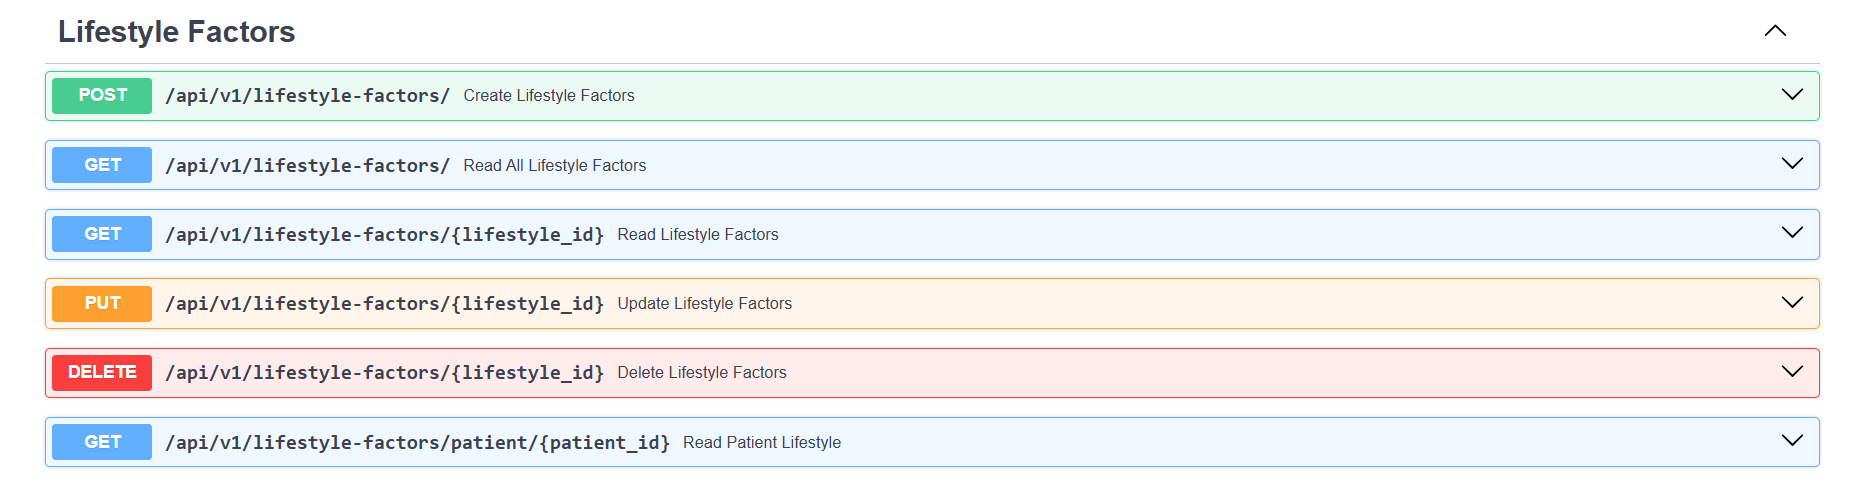 Lifestyle Factors
POST /api/v1/lifestyle-factors/ Create Lifestyle Factors
GET /api/v1/lifestyle-factors/ Read All Lifestyle Factors
GET /api/v1/lifestyle-factors/{lifestyle_id} Read Lifestyle Factors
PUT /api/v1/lifestyle-factors/{lifestyle_id} Update Lifestyle Factors
DELETE /api/v1/lifestyle-factors/{lifestyle_id} Delete Lifestyle Factors
GET /api/v1/lifestyle-factors/patient/{patient_id} Read Patient Lifestyle